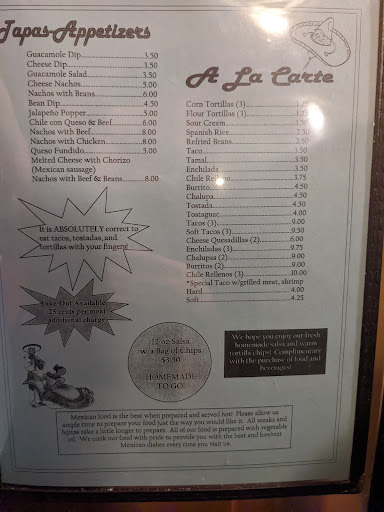 Tapas-Appetizers
Guacamole Dip 3.50
Cheese Dip 3.50
Guacamole Salad 3.50
Cheese Nachos 5.00
Nachos with Beans 6.00
Bean Dip 4.50
Jalapeño Popper 5.00
Chile con Queso & Beef 6.00
Nachos with Beef 8.00
Nachos with Chicken 8.00
Queso Fundido 5.00
Melted Cheese with Chorizo
(Mexican sausage)
Nachos with Beef & Beans 8.00
It is ABSOLUTELY correct to
eat tacos, tostadas, and
tortillas with your fingers!
Take Out Available
25 cents per meal
additional charge
A La Carte
Corn Tortillas (3)
Flour Tortillas (3)
Sour Cream
Spanish Rice
Refried Beans
Taco
Tamal 3.50
Enchilada 3.50
Chile Relleno 3.75
Burrito 4.50
Chalupa 4.50
Tostada 4.50
Tostaguac 4.00
Tacos (3) 9.00
Soft Tacos (3) 9.50
Cheese Quesadillas (2) 6.00
Enchiladas (3) 9.75
Chalupas (2) 9.00
Burritos (2) 9.00
Chile Rellenos (3) 10.00
*Special Taco w/grilled meat, shrimp
Hard 4.00
Soft 4.25
12 oz Salsa
w/a Bag of Chips
$3.50
HOMEMADE
TO GO
We hope you enjoy our fresh
homemade salsa and warm
tortilla chips! Complimentary
with the purchase of food and
beverages!
Mexican food is the best when prepared and served hot! Please allow us
ample time to prepare your food just the way you would like it. All steaks and
fajitas take a little longer to prepare. All of our food is prepared with vegetable
oil. We cook our food with pride to provide you with the best and freshest
Mexican dishes every time you visit us.